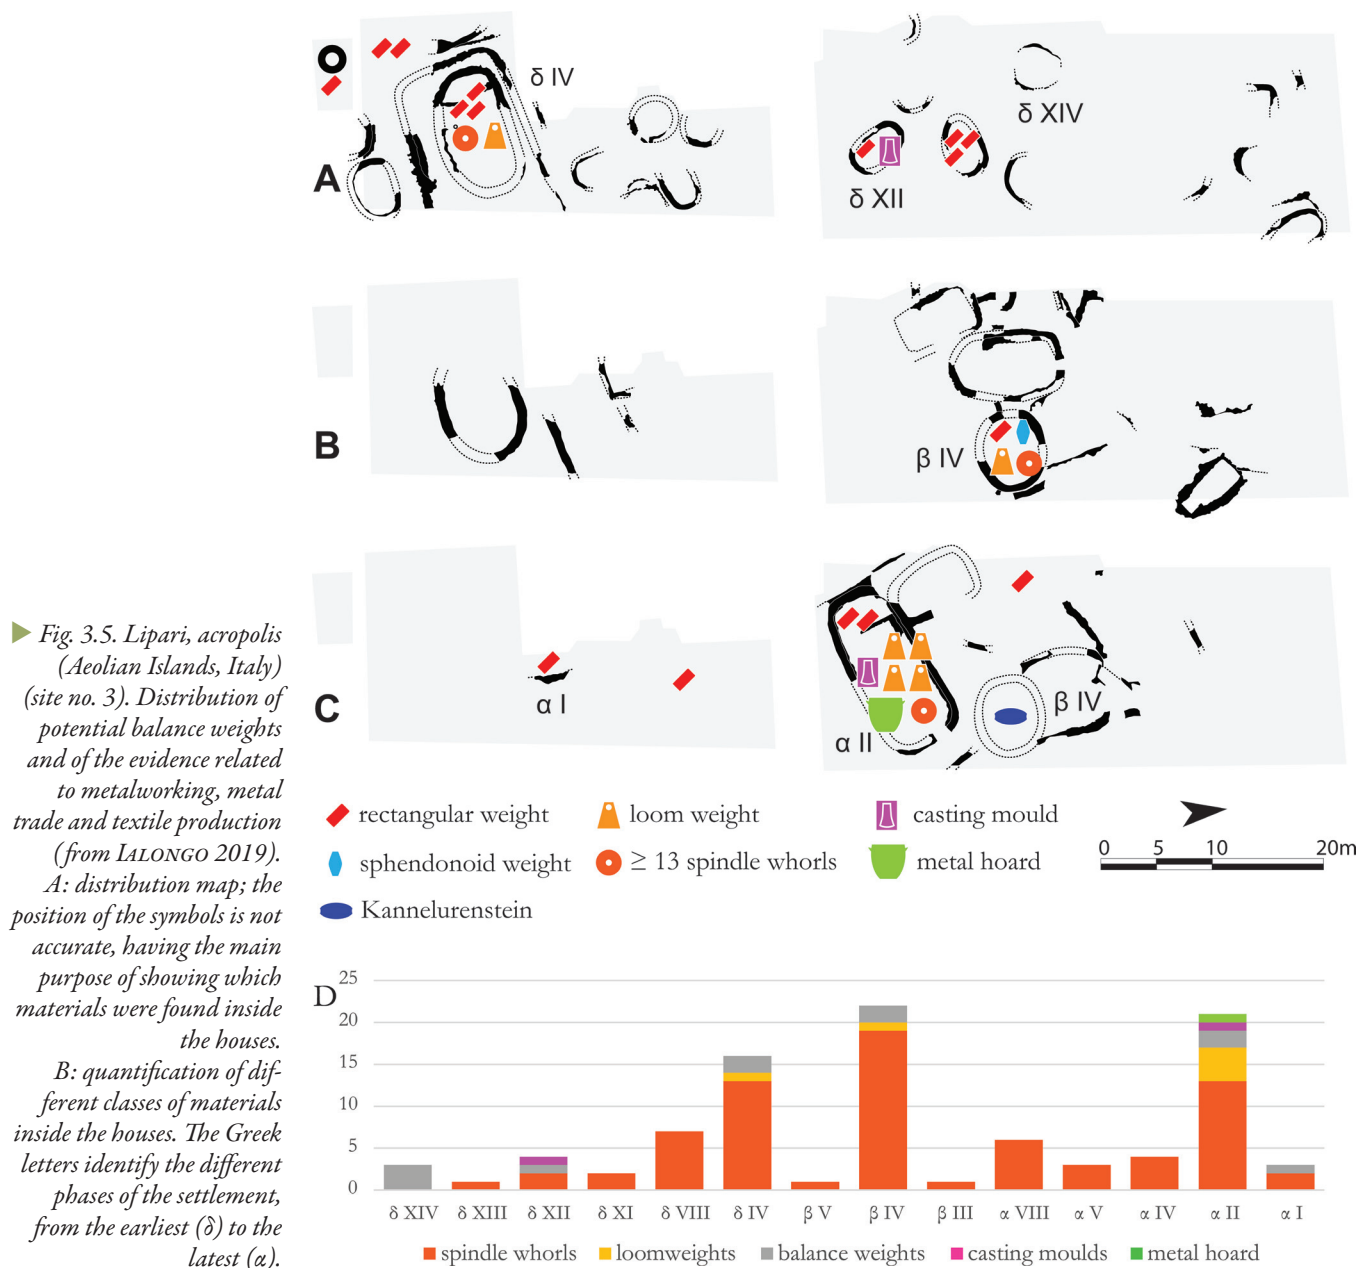 δ IV
δ XIV
A
δ XII
B
β IV
C
α I
α II
β IV
rectangular weight
loom weight
casting mould
sphendonoid weight
≥ 13 spindle whorls
metal hoard
Kannelurenstein
0 5 10 20m
Fig. 3.5. Lipari, acropolis
(Aeolian Islands, Italy)
(site no. 3). Distribution of
potential balance weights
and of the evidence related
to metalworking, metal
trade and textile production
(from IALONGO 2019).
A: distribution map; the
position of the symbols is not
accurate, having the main
purpose of showing which
materials were found inside
the houses.
B: quantification of dif-
ferent classes of materials
inside the houses. The Greek
letters identify the different
phases of the settlement,
from the earliest (δ) to the
latest (α).
D
25
20
15
10
5
0
δ XIV δ XIII δ XII δ XI δ VIII δ IV β V β IV β III α VIII α V α IV α II α I
spindle whorls loomweights balance weights casting moulds metal hoard